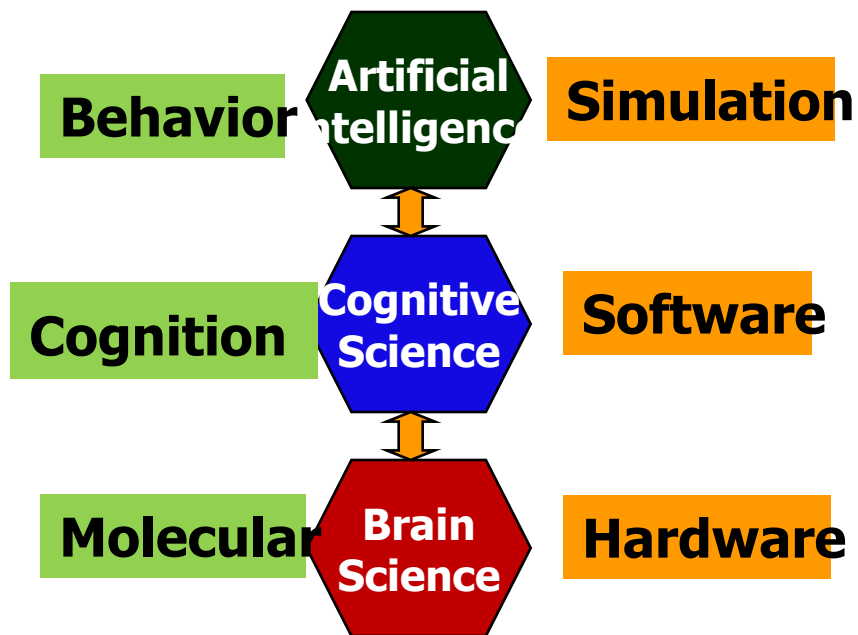 Behavior
Artificial
Intelligence
Simulation
Cognition
Cognitive
Science
Software
Molecular
Brain
Science
Hardware